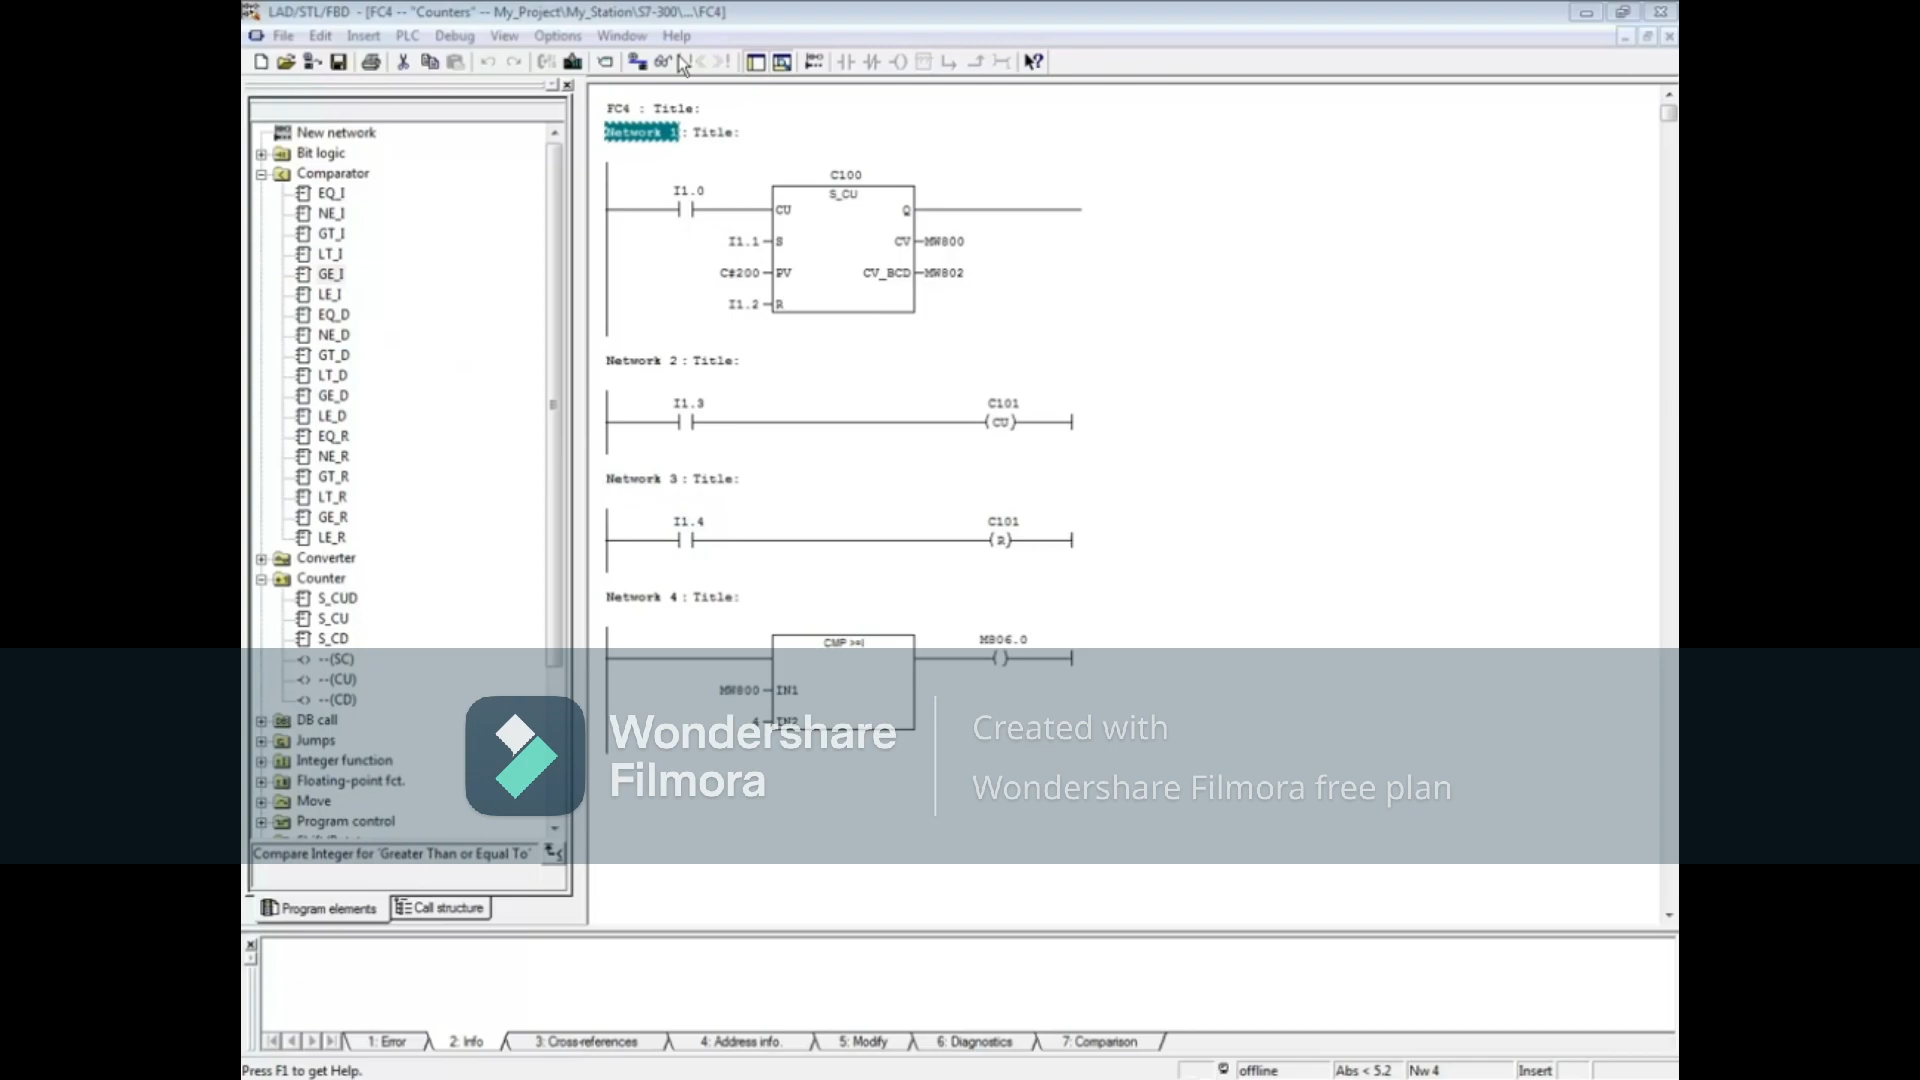 LAD/STL/FBD - [FC4 -- "Counters" -- My_Project\My_Station\S7-300\...\FC4]
File Edit Insert PLC Debug View Options Window Help
New network
Bit logic
Comparator
EQ_I
NE_I
GT_I
LT_I
GE_I
LE_I
EQ_D
NE_D
GT_D
LT_D
GE_D
LE_D
EQ_R
NE_R
GT_R
LT_R
GE_R
LE_R
Converter
Counter
S_CUD
S_CU
S_CD
--(SC)
--(CU)
--(CD)
DB call
Jumps
Integer function
Floating-point fct.
Move
Program control
Compare Integer for 'Greater Than or Equal To'
Program elements Call structure
FC4 : Title:
Network 1 : Title:
C100
I1.0 S_CU
CU Q
I1.1 S CV MW800
C#200 PV CV_BCD MW802
I1.2 R
Network 2 : Title:
I1.3 C101
(CU)
Network 3 : Title:
I1.4 C101
(R)
Network 4 : Title:
CMP >=I M806.0
( )
MW800 IN1
4 IN2
Wondershare
Filmora
Created with
Wondershare Filmora free plan
1: Error 2: Info 3: Cross-references 4: Address info. 5: Modify 6: Diagnostics 7: Comparison
Press F1 to get Help. offline Abs < 5.2 Nw 4 Insert